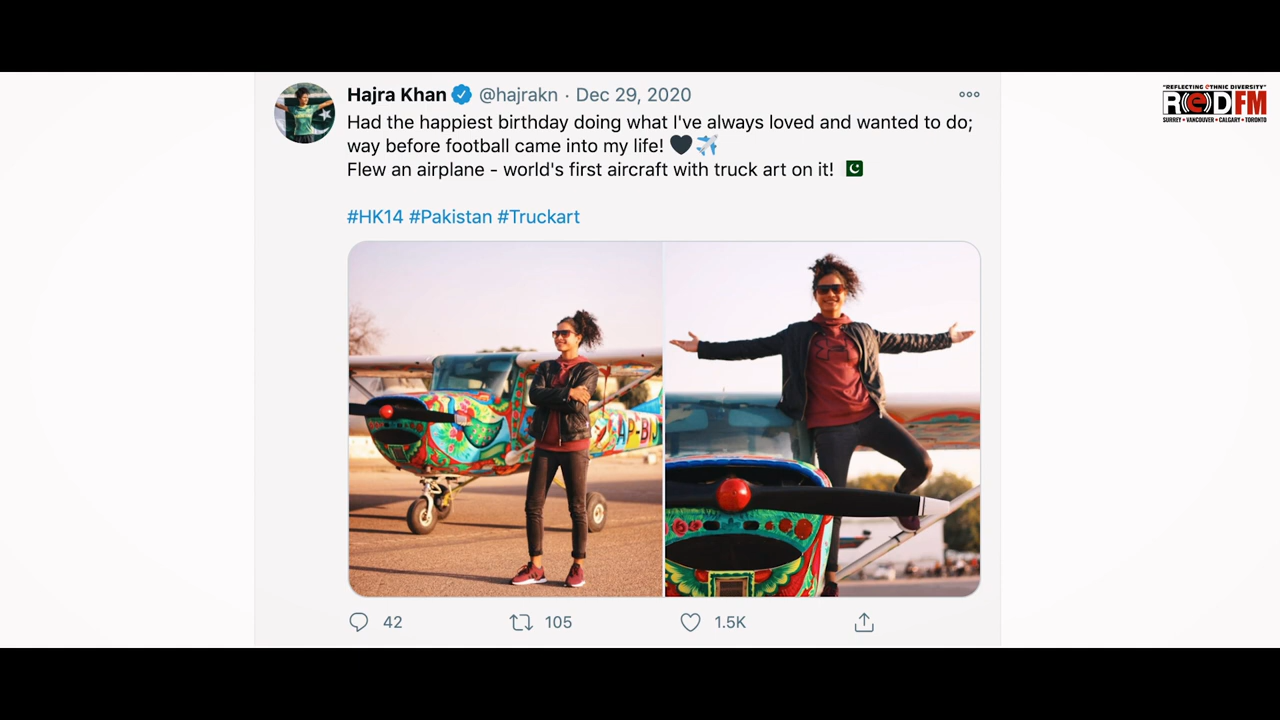 "REFLECTING eTHNIC DIVERSITY"
ReD FM
SURREY • VANCOUVER • CALGARY • TORONTO
Hajra Khan @hajrakn · Dec 29, 2020
Had the happiest birthday doing what I've always loved and wanted to do;
way before football came into my life! 🖤✈️
Flew an airplane - world's first aircraft with truck art on it! 🇵🇰
#HK14 #Pakistan #Truckart
AP-BIJ
42 105 1.5K